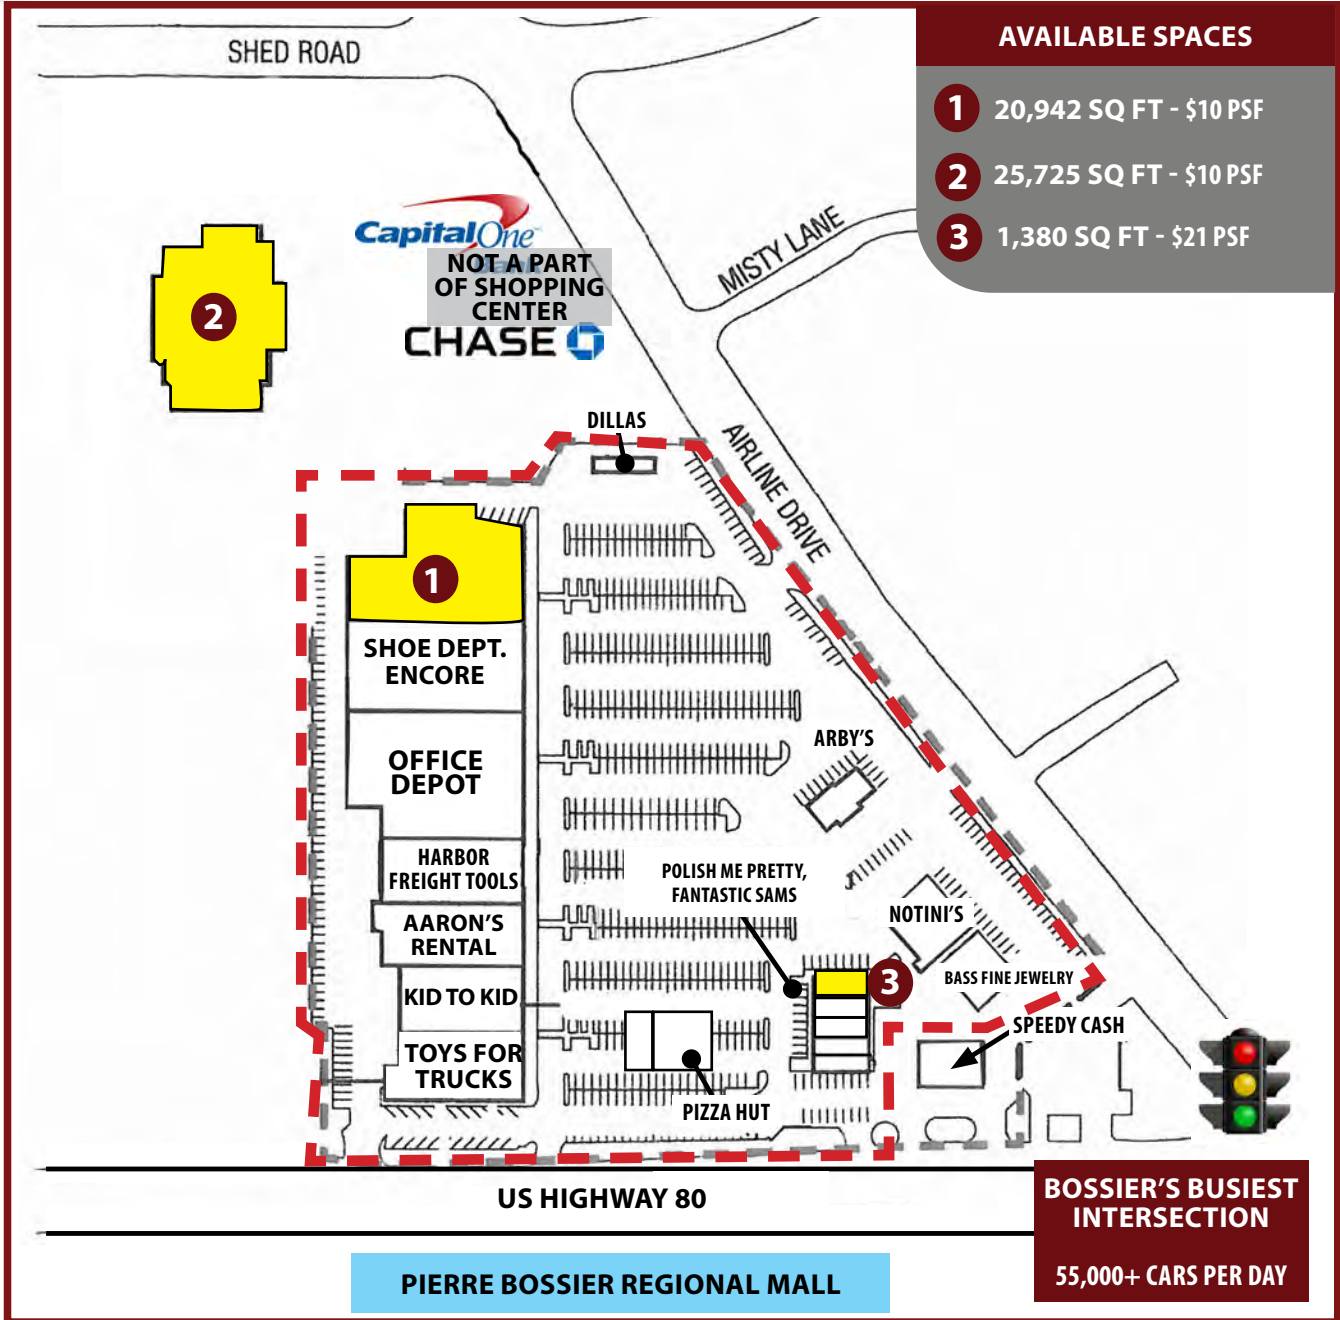 SHED ROAD
AVAILABLE SPACES
1 20,942 SQ FT - $10 PSF
2 25,725 SQ FT - $10 PSF
3 1,380 SQ FT - $21 PSF
MISTY LANE
CapitalOne
Bank
NOT A PART
OF SHOPPING
CENTER
CHASE
2
DILLAS
AIRLINE DRIVE
1
SHOE DEPT.
ENCORE
OFFICE
DEPOT
ARBY'S
HARBOR
FREIGHT TOOLS
POLISH ME PRETTY,
FANTASTIC SAMS
AARON'S
RENTAL
NOTINI'S
KID TO KID
3
BASS FINE JEWELRY
SPEEDY CASH
TOYS FOR
TRUCKS
PIZZA HUT
US HIGHWAY 80
BOSSIER'S BUSIEST
INTERSECTION
55,000+ CARS PER DAY
PIERRE BOSSIER REGIONAL MALL